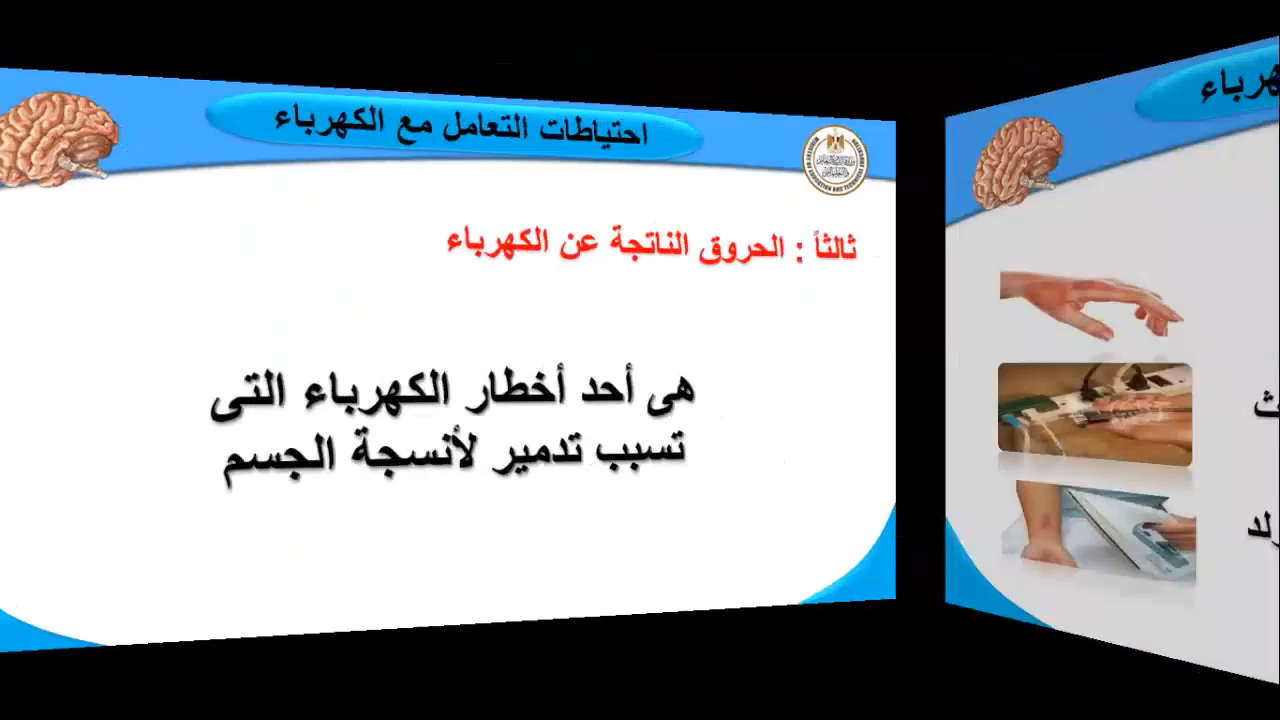 احتياطات التعامل مع الكهرباء
ثالثاً : الحروق الناتجة عن الكهرباء
هى أحد أخطار الكهرباء التى
تسبب تدمير لأنسجة الجسم